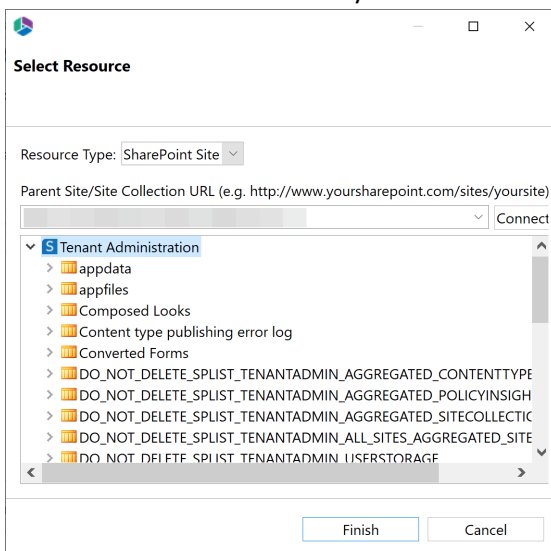 Select Resource
Resource Type: SharePoint Site
Parent Site/Site Collection URL (e.g. http://www.yoursharepoint.com/sites/yoursite)
Connect
S Tenant Administration
appdata
appfiles
Composed Looks
Content type publishing error log
Converted Forms
DO_NOT_DELETE_SPLIST_TENANTADMIN_AGGREGATED_CONTENTTYPE
DO_NOT_DELETE_SPLIST_TENANTADMIN_AGGREGATED_POLICYINSIGH
DO_NOT_DELETE_SPLIST_TENANTADMIN_AGGREGATED_SITECOLLECTIC
DO_NOT_DELETE_SPLIST_TENANTADMIN_ALL_SITES_AGGREGATED_SITE
DO_NOT_DELETE_SPLIST_TENANTADMIN_USERSTORAGE
Finish Cancel